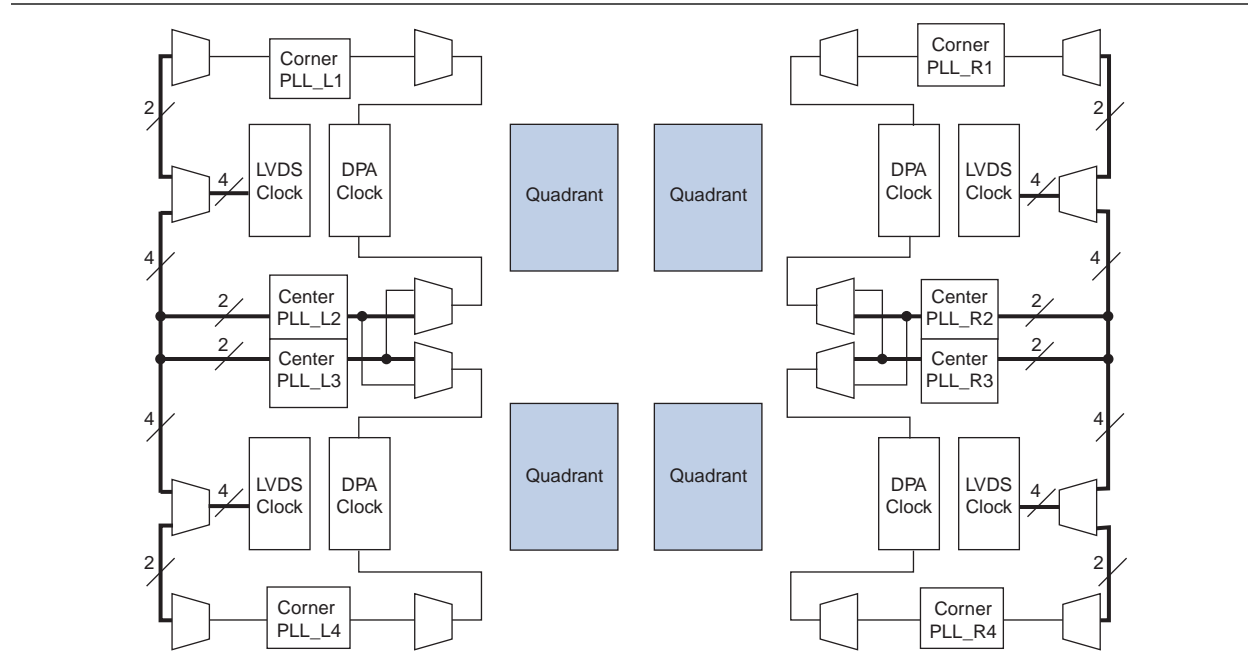 Corner
PLL_L1
Corner
PLL_R1
2
2
LVDS
Clock
DPA
Clock
Quadrant
Quadrant
DPA
Clock
LVDS
Clock
4
4
4
4
2
Center
PLL_L2
Center
PLL_R2
2
2
Center
PLL_L3
Center
PLL_R3
2
4
4
LVDS
Clock
DPA
Clock
Quadrant
Quadrant
DPA
Clock
LVDS
Clock
4
4
2
2
Corner
PLL_L4
Corner
PLL_R4